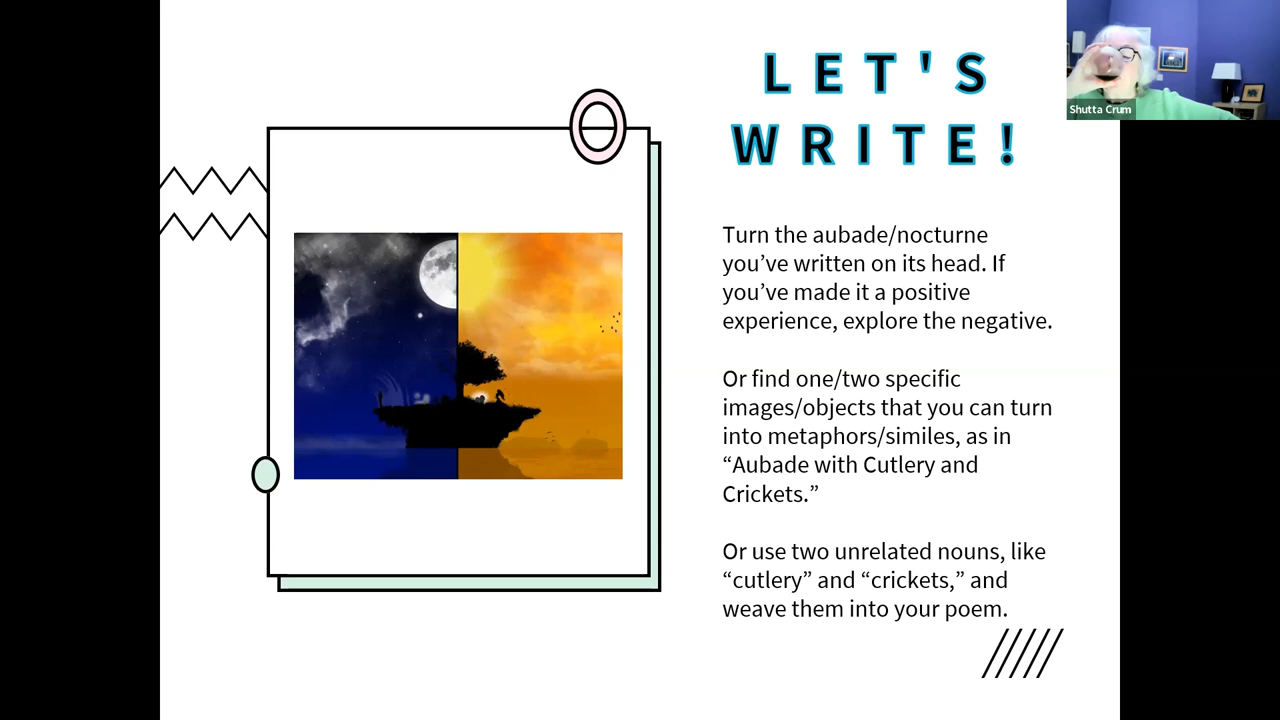 LET'S
WRITE!
Shutta Crum
Turn the aubade/nocturne
you’ve written on its head. If
you’ve made it a positive
experience, explore the negative.
Or find one/two specific
images/objects that you can turn
into metaphors/similes, as in
“Aubade with Cutlery and
Crickets.”
Or use two unrelated nouns, like
“cutlery” and “crickets,” and
weave them into your poem.